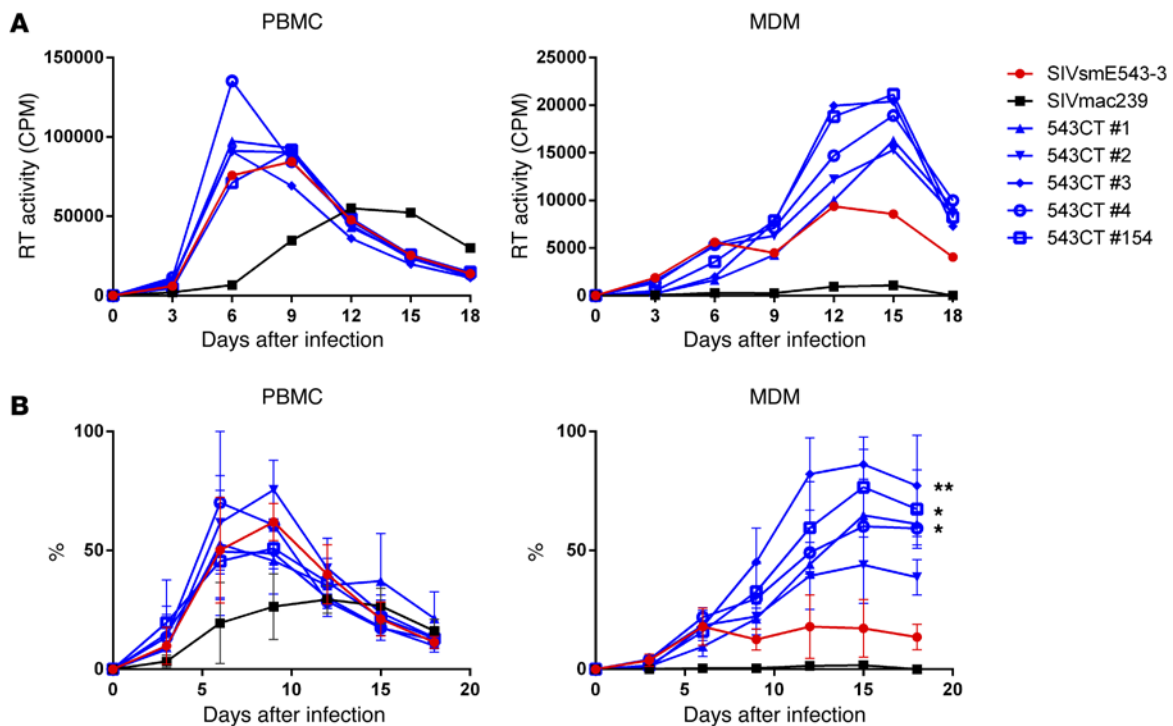 A
PBMC
MDM
RT activity (CPM)
150000
100000
50000
0
0 3 6 9 12 15 18
Days after infection
RT activity (CPM)
25000
20000
15000
10000
5000
0
0 3 6 9 12 15 18
Days after infection
SIVsmE543-3
SIVmac239
543CT #1
543CT #2
543CT #3
543CT #4
543CT #154
B
PBMC
MDM
%
100
50
0
0 5 10 15 20
Days after infection
%
100
50
0
0 5 10 15 20
Days after infection
**
*
*